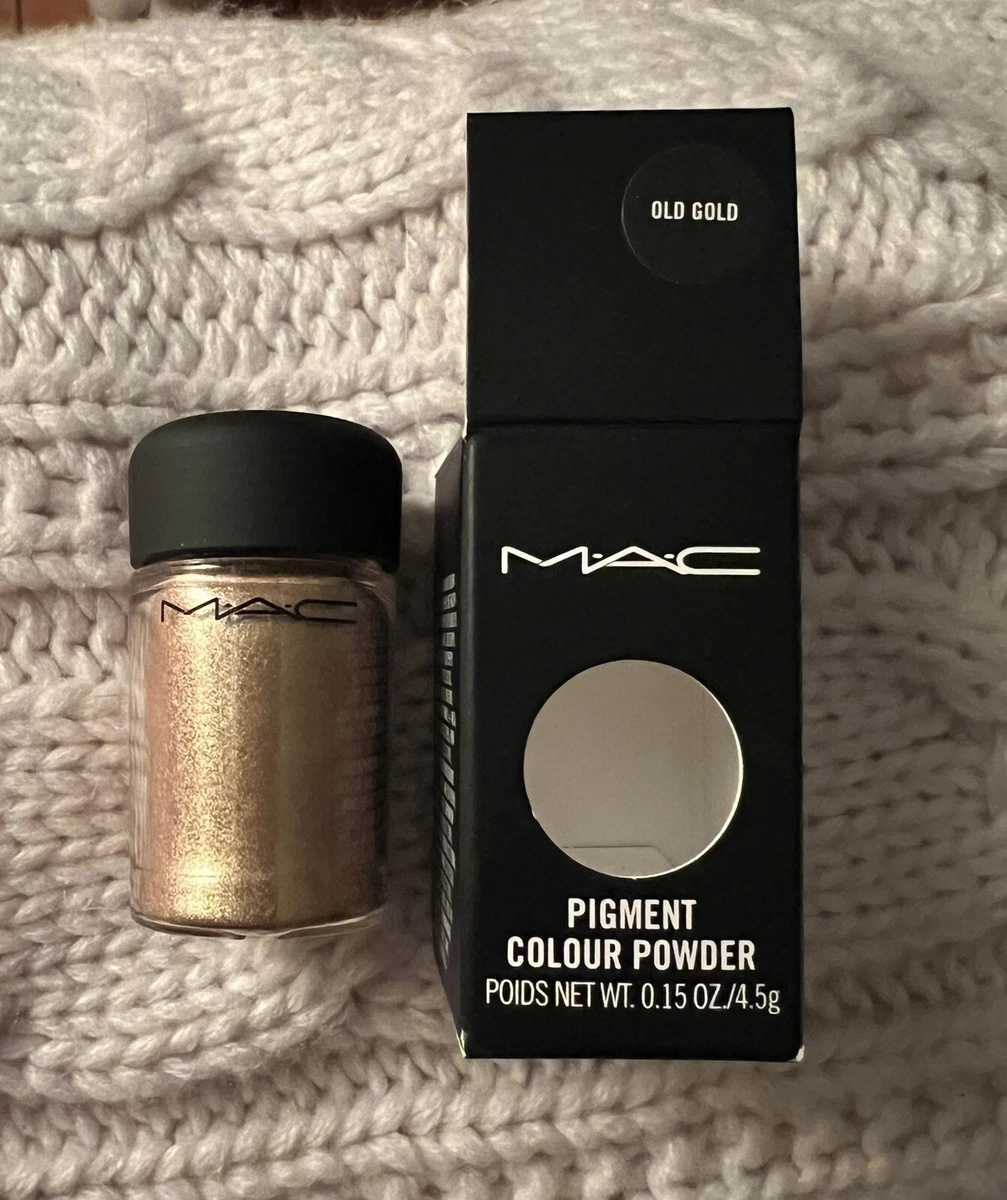 OLD GOLD
M·A·C
M·A·C
PIGMENT
COLOUR POWDER
POIDS NET WT. 0.15 OZ./4.5g